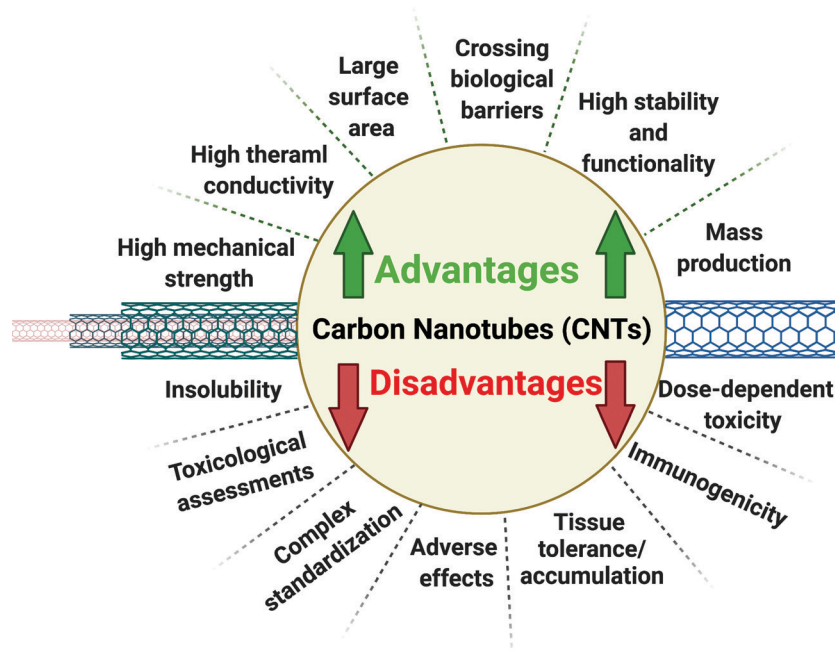 Crossing
biological
barriers
Large
surface
area
High stability
and
functionality
High theraml
conductivity
Mass
production
High mechanical
strength
Advantages
Carbon Nanotubes (CNTs)
Disadvantages
Insolubility
Dose-dependent
toxicity
Toxicological
assessments
Immunogenicity
Complex
standardization
Adverse
effects
Tissue
tolerance/
accumulation